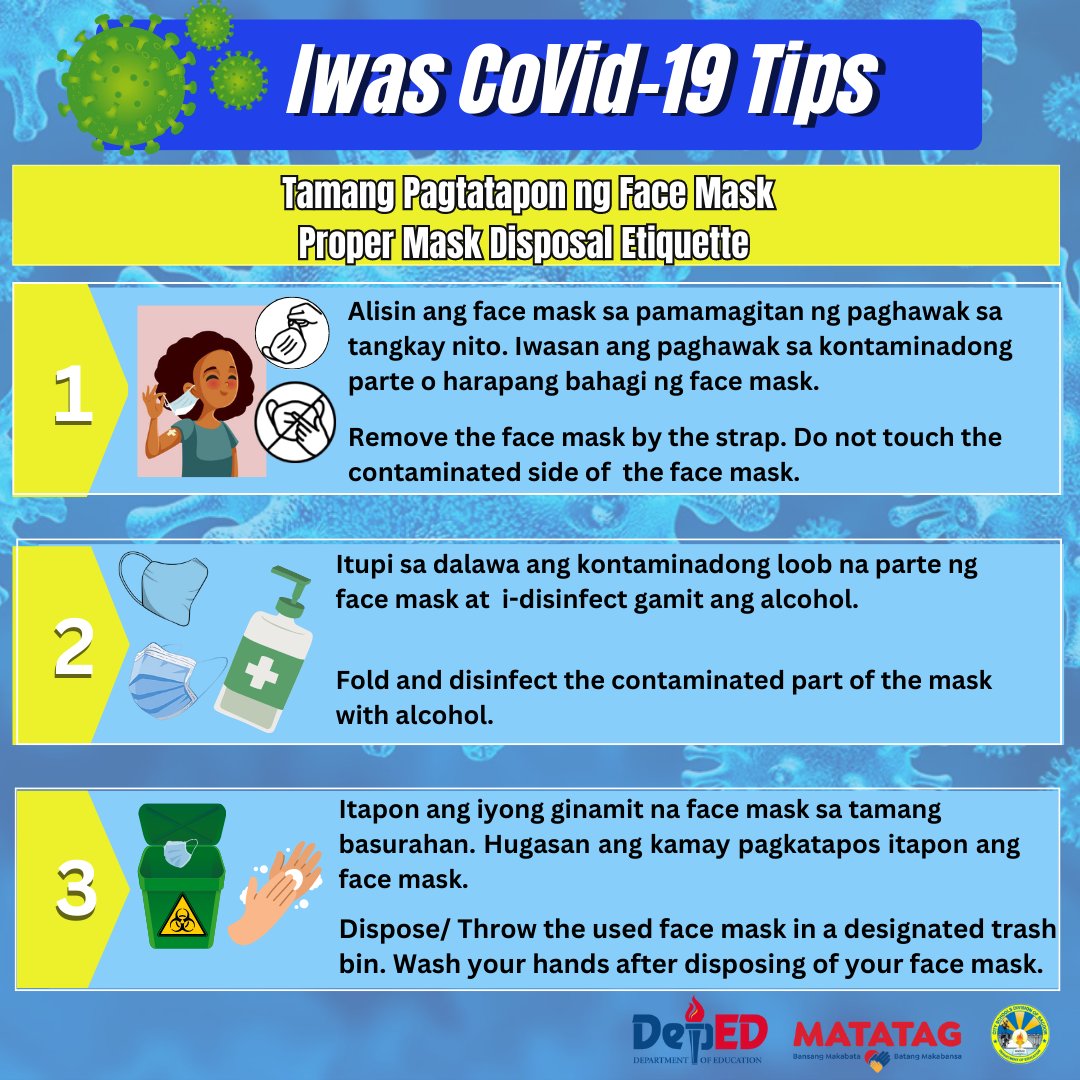 Iwas CoVid-19 Tips
Tamang Pagtatapon ng Face Mask
Proper Mask Disposal Etiquette
1
Alisin ang face mask sa pamamagitan ng paghawak sa
tangkay nito. Iwasan ang paghawak sa kontaminadong
parte o harapang bahagi ng face mask.
Remove the face mask by the strap. Do not touch the
contaminated side of the face mask.
2
Itupi sa dalawa ang kontaminadong loob na parte ng
face mask at i-disinfect gamit ang alcohol.
Fold and disinfect the contaminated part of the mask
with alcohol.
3
Itapon ang iyong ginamit na face mask sa tamang
basurahan. Hugasan ang kamay pagkatapos itapon ang
face mask.
Dispose/ Throw the used face mask in a designated trash
bin. Wash your hands after disposing of your face mask.
DepED
DEPARTMENT OF EDUCATION
MATATAG
Bansang Makabata Batang Makabansa